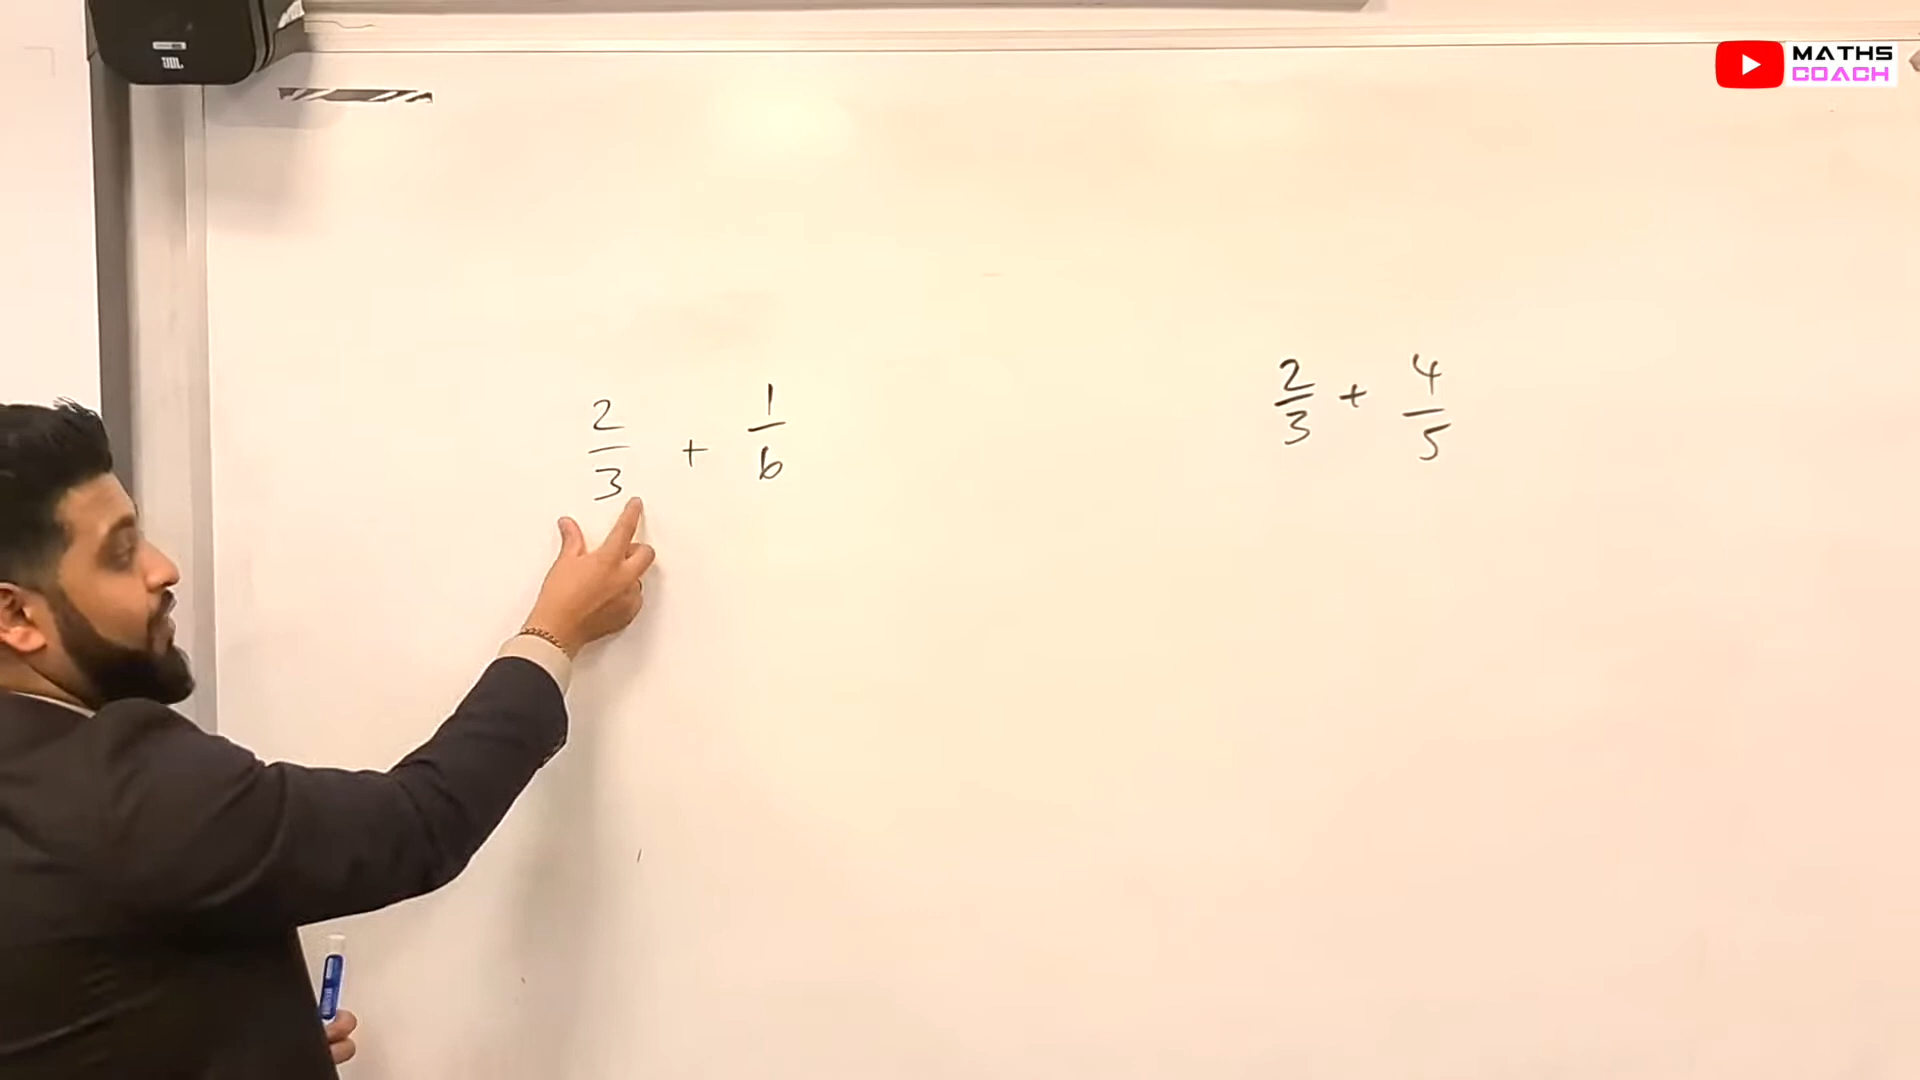 JBL
MATHS
COACH
2/3 + 1/6
2/3 + 4/5